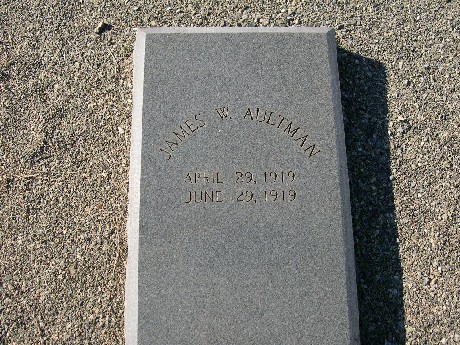 JAMES W. AULTMAN
APRIL 29, 1919
JUNE 29, 1919